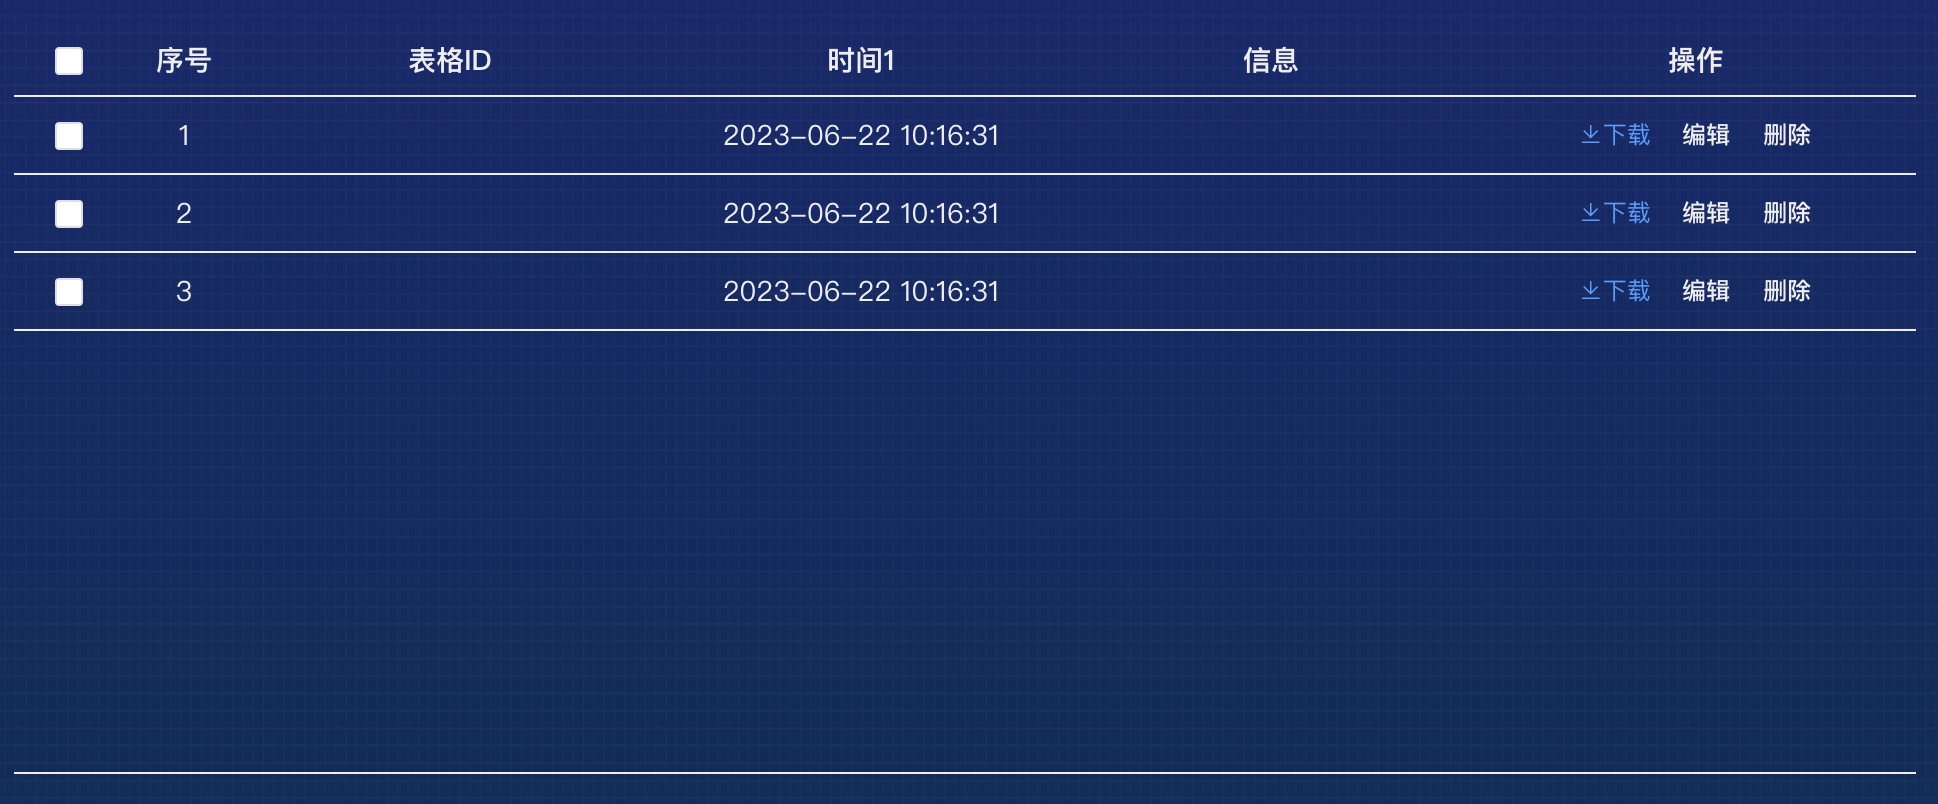 序号 表格ID 时间1 信息 操作
1 2023-06-22 10:16:31 下载 编辑 删除
2 2023-06-22 10:16:31 下载 编辑 删除
3 2023-06-22 10:16:31 下载 编辑 删除